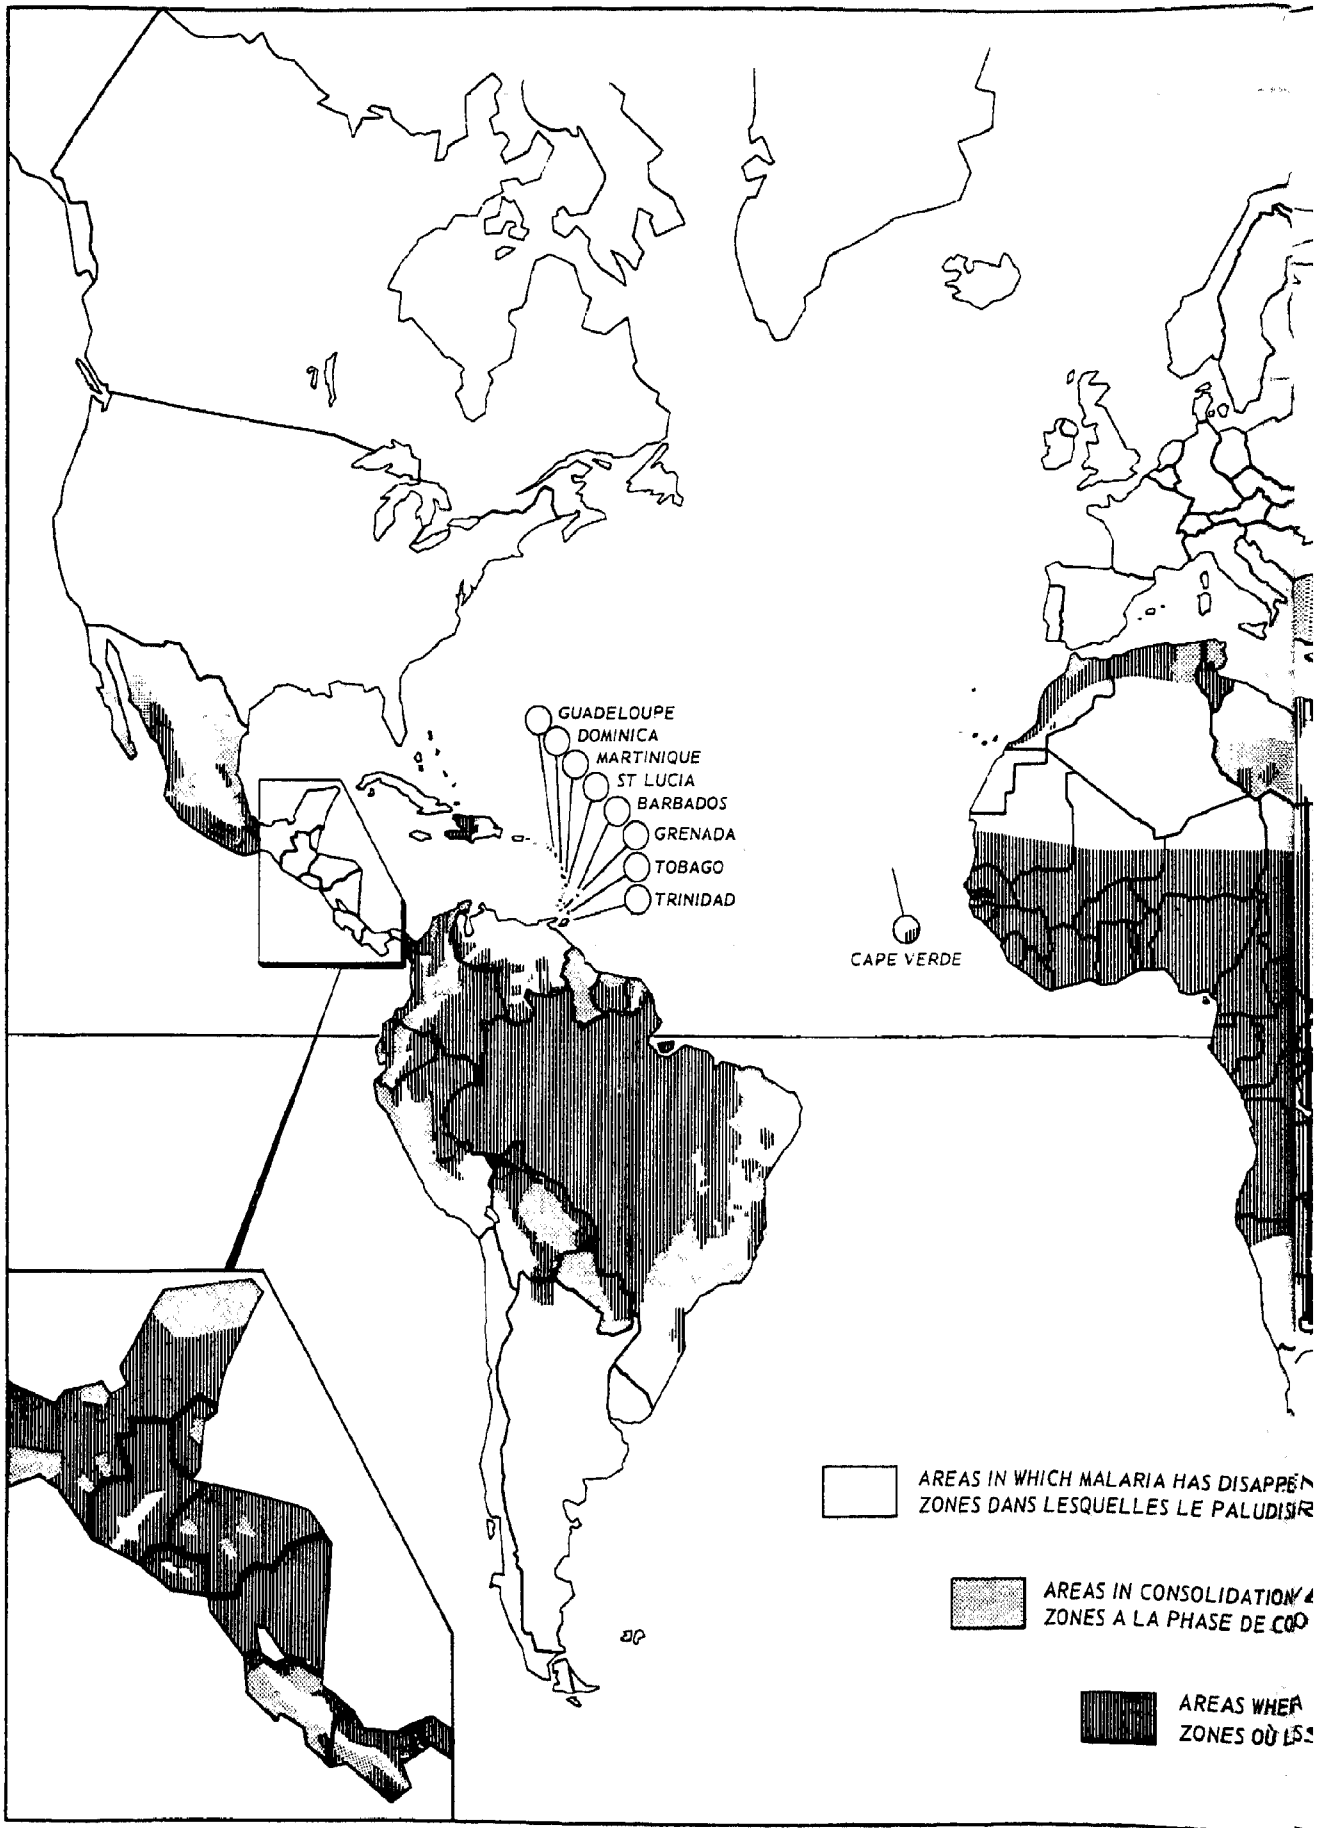 GUADELOUPE
DOMINICA
MARTINIQUE
ST LUCIA
BARBADOS
GRENADA
TOBAGO
TRINIDAD
CAPE VERDE
AREAS IN WHICH MALARIA HAS
ZONES DANS LESQUELLES LE
AREAS IN CONSOLIDATION
ZONES A LA PHASE DE
AREAS
ZONES OÙ